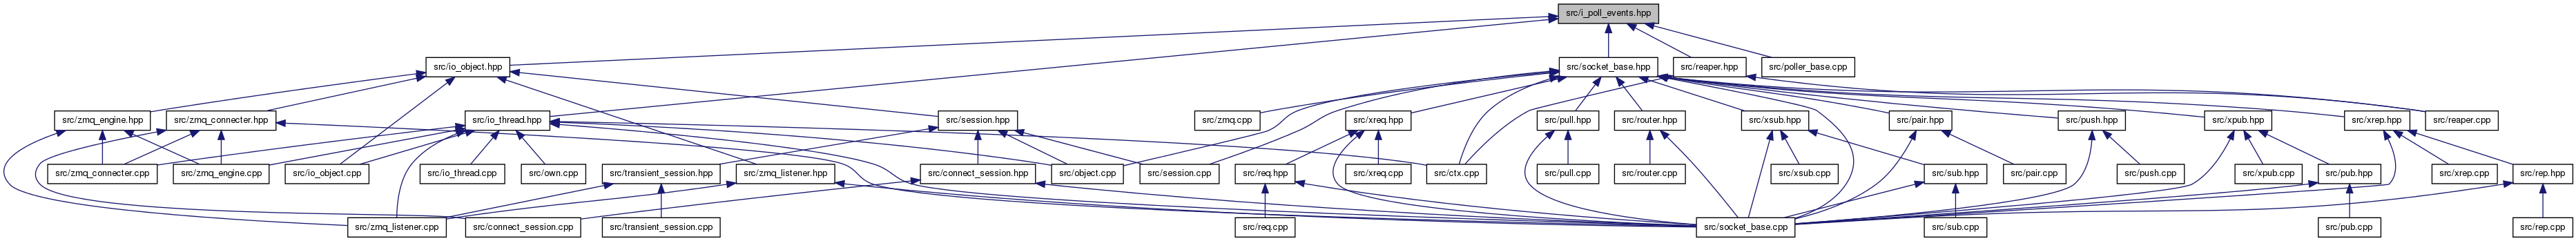 src/i_poll_events.hpp
src/io_object.hpp
src/socket_base.hpp
src/reaper.hpp
src/poller_base.cpp
src/zmq_engine.hpp
src/zmq_connecter.hpp
src/io_thread.hpp
src/session.hpp
src/zmq.cpp
src/xreq.hpp
src/pull.hpp
src/router.hpp
src/xsub.hpp
src/pair.hpp
src/push.hpp
src/xpub.hpp
src/xrep.hpp
src/reaper.cpp
src/zmq_connecter.cpp
src/zmq_engine.cpp
src/io_object.cpp
src/io_thread.cpp
src/own.cpp
src/transient_session.hpp
src/zmq_listener.hpp
src/connect_session.hpp
src/object.cpp
src/session.cpp
src/req.hpp
src/xreq.cpp
src/ctx.cpp
src/pull.cpp
src/router.cpp
src/xsub.cpp
src/sub.hpp
src/pair.cpp
src/push.cpp
src/xpub.cpp
src/pub.hpp
src/xrep.cpp
src/rep.hpp
src/zmq_listener.cpp
src/connect_session.cpp
src/transient_session.cpp
src/req.cpp
src/socket_base.cpp
src/sub.cpp
src/pub.cpp
src/rep.cpp